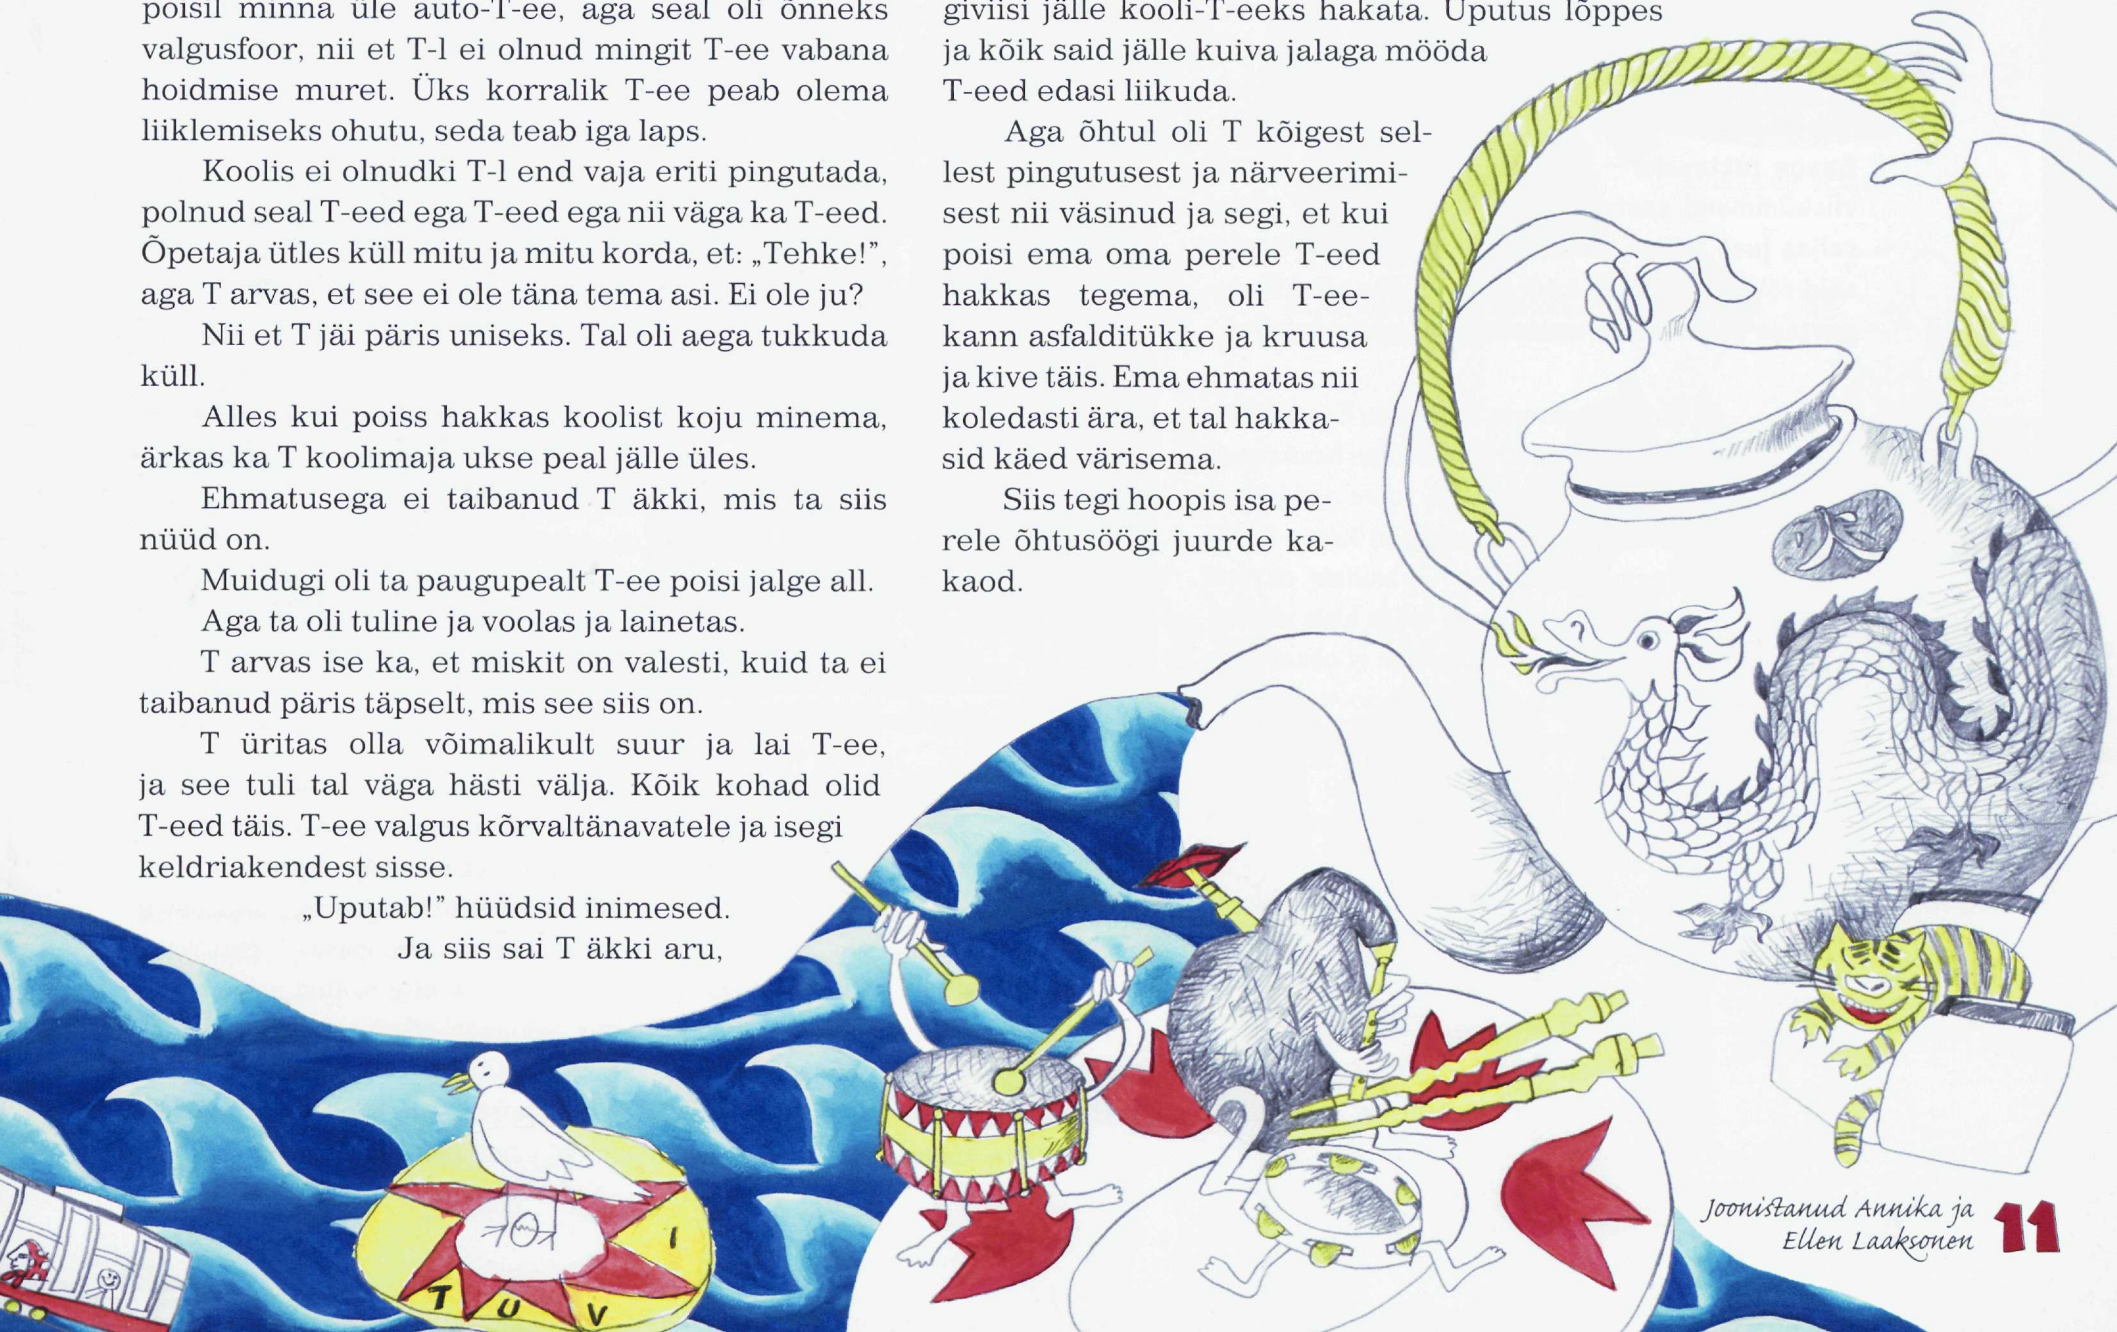 poisil minna üle auto-T-ee, aga seal oli õnneks
valgusfoor, nii et T-l ei olnud mingit T-ee vabana
hoidmise muret. Üks korralik T-ee peab olema
liiklemiseks ohutu, seda teab iga laps.
Koolis ei olnudki T-l end vaja eriti pingutada,
polnud seal T-eed ega T-eed ega nii väga ka T-eed.
Õpetaja ütles küll mitu ja mitu korda, et: „Tehke!”,
aga T arvas, et see ei ole täna tema asi. Ei ole ju?
Nii et T jäi päris uniseks. Tal oli aega tukkuda
küll.
Alles kui poiss hakkas koolist koju minema,
ärkas ka T koolimaja ukse peal jälle üles.
Ehmatusega ei taibanud T äkki, mis ta siis
nüüd on.
Muidugi oli ta paugupealt T-ee poisi jalge all.
Aga ta oli tuline ja voolas ja lainetas.
T arvas ise ka, et miskit on valesti, kuid ta ei
taibanud päris täpselt, mis see siis on.
T üritas olla võimalikult suur ja lai T-ee,
ja see tuli tal väga hästi välja. Kõik kohad olid
T-eed täis. T-ee valgus kõrvaltänavatele ja isegi
keldriakendest sisse.
„Uputab!” hüüdsid inimesed.
Ja siis sai T äkki aru,
giviisi jälle kooli-T-eeks hakata. Uputus lõppes
ja kõik said jälle kuiva jalaga mööda
T-eed edasi liikuda.
Aga õhtul oli T kõigest sel-
lest pingutusest ja närveerimi-
sest nii väsinud ja segi, et kui
poisi ema oma perele T-eed
hakkas tegema, oli T-ee-
kann asfalditükke ja kruusa
ja kive täis. Ema ehmatas nii
koledasti ära, et tal hakka-
sid käed värisema.
Siis tegi hoopis isa pe-
rele õhtusöögi juurde ka-
kaod.
T U V I
Joonistanud Annika ja
Ellen Laaksonen
11